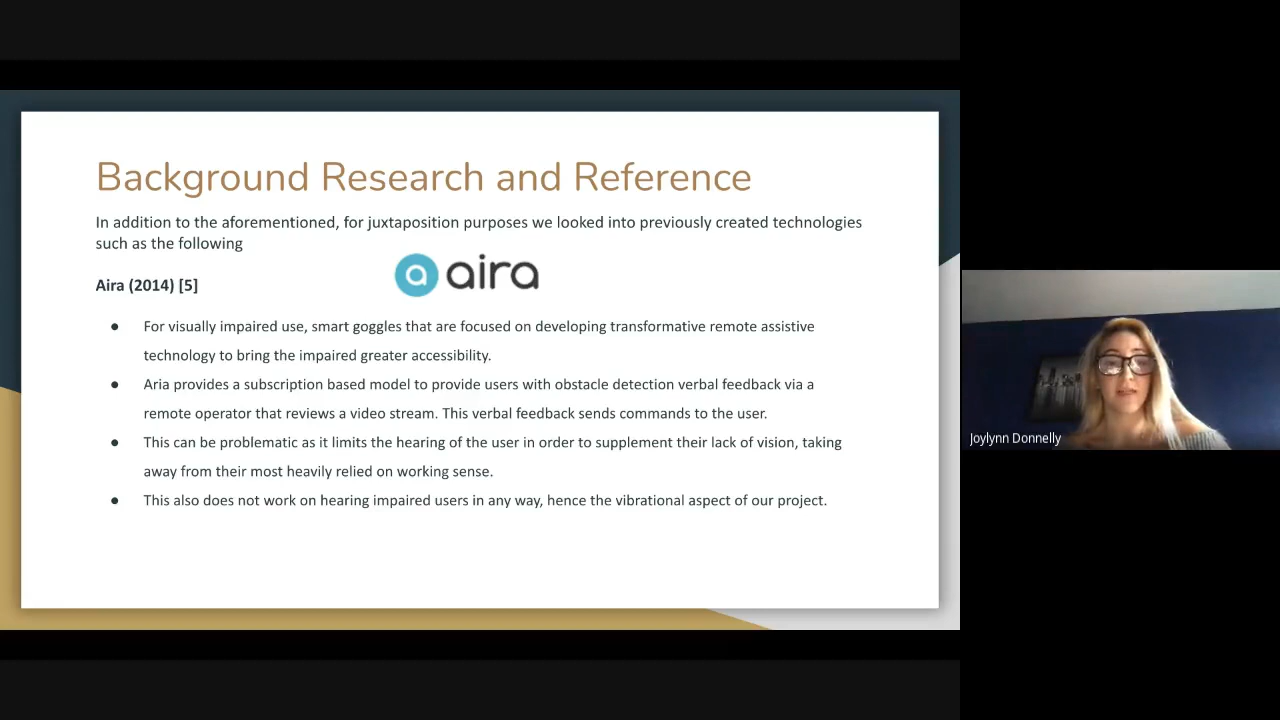 Background Research and Reference
In addition to the aforementioned, for juxtaposition purposes we looked into previously created technologies
such as the following
a aira
Aira (2014) [5]
● For visually impaired use, smart goggles that are focused on developing transformative remote assistive
technology to bring the impaired greater accessibility.
● Aria provides a subscription based model to provide users with obstacle detection verbal feedback via a
remote operator that reviews a video stream. This verbal feedback sends commands to the user.
● This can be problematic as it limits the hearing of the user in order to supplement their lack of vision, taking
away from their most heavily relied on working sense.
● This also does not work on hearing impaired users in any way, hence the vibrational aspect of our project.
Joylynn Donnelly